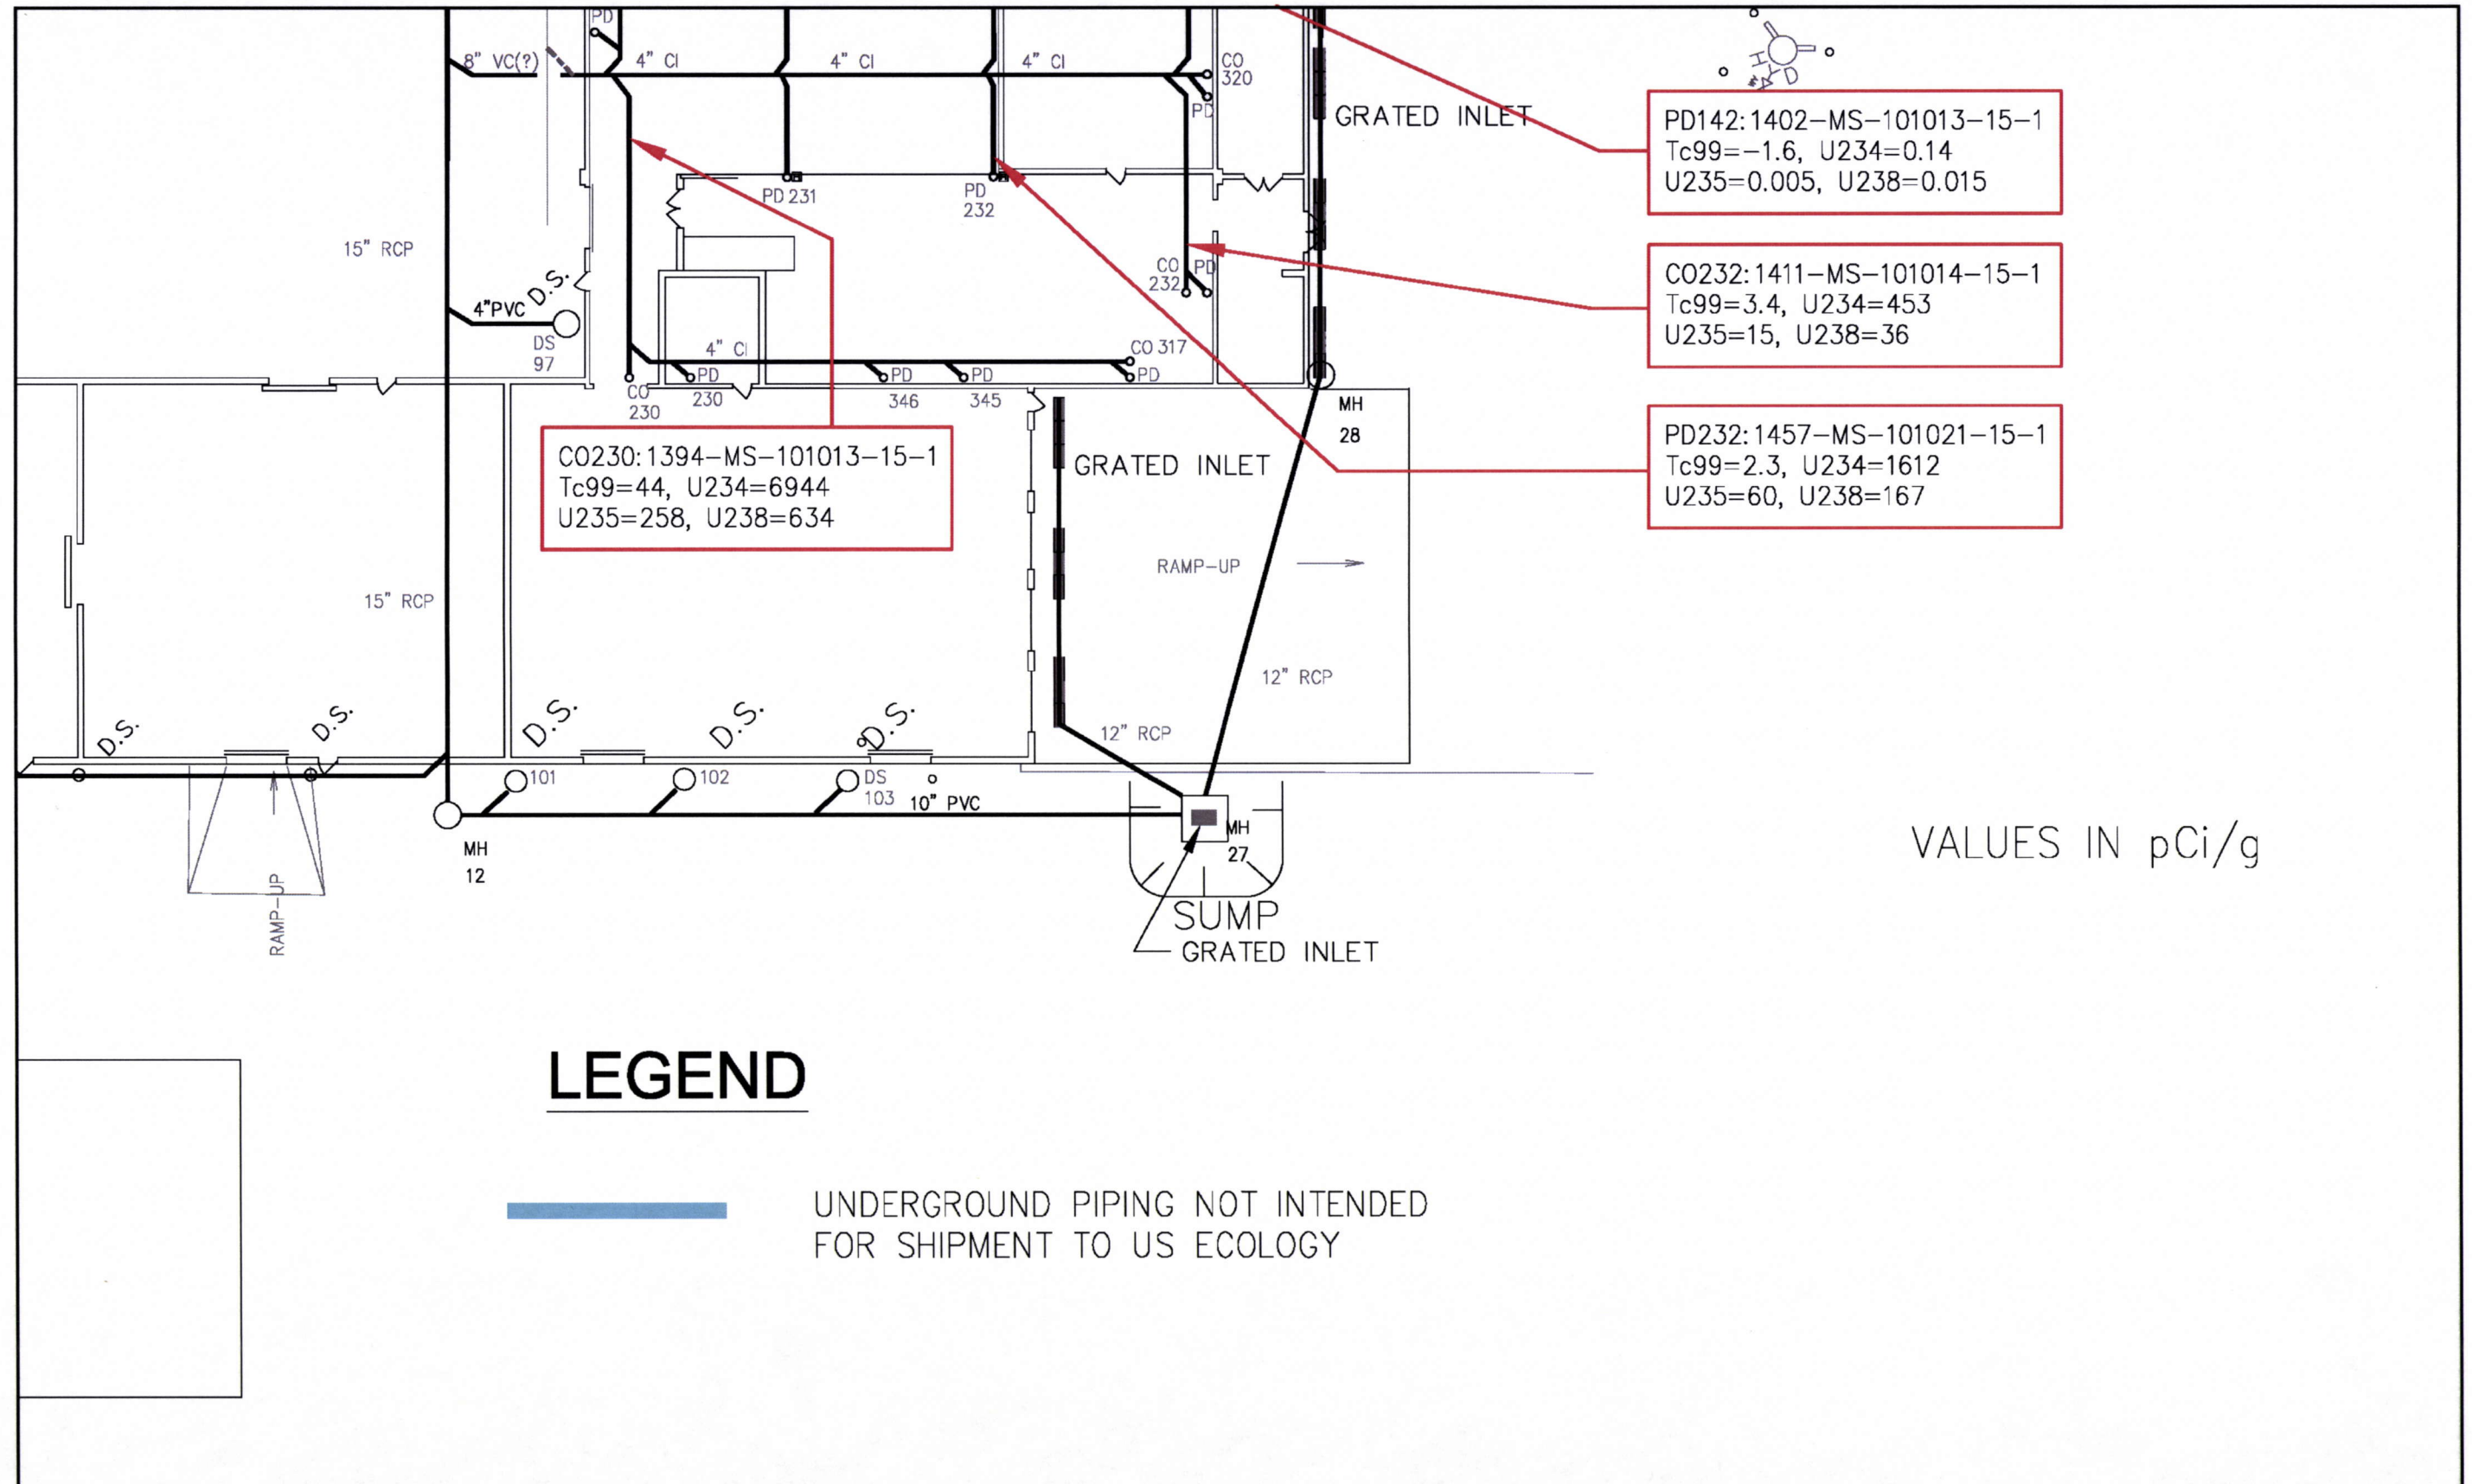 PD
8" VC(?)
4" CI
4" CI
4" CI
CO
320
PD
GRATED INLET
H
D
PD142:1402-MS-101013-15-1
Tc99=-1.6, U234=0.14
U235=0.005, U238=0.015
PD 231
PD
232
15" RCP
CO
232
PD
CO232:1411-MS-101014-15-1
Tc99=3.4, U234=453
U235=15, U238=36
D.S.
4"PVC
DS
97
4" CI
CO 317
PD
PD
230
PD
346
PD
345
CO
230
MH
28
PD232:1457-MS-101021-15-1
Tc99=2.3, U234=1612
U235=60, U238=167
CO230:1394-MS-101013-15-1
Tc99=44, U234=6944
U235=258, U238=634
GRATED INLET
RAMP-UP
15" RCP
12" RCP
12" RCP
D.S.
D.S.
D.S.
D.S.
D.S.
101
102
DS
103
10" PVC
MH
27
MH
12
RAMP-UP
SUMP
GRATED INLET
VALUES IN pCi/g
LEGEND
UNDERGROUND PIPING NOT INTENDED
FOR SHIPMENT TO US ECOLOGY